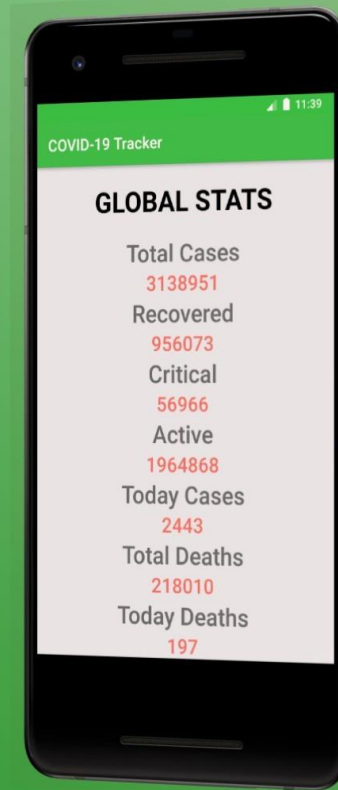 11:39
COVID-19 Tracker
GLOBAL STATS
Total Cases
3138951
Recovered
956073
Critical
56966
Active
1964868
Today Cases
2443
Total Deaths
218010
Today Deaths
197